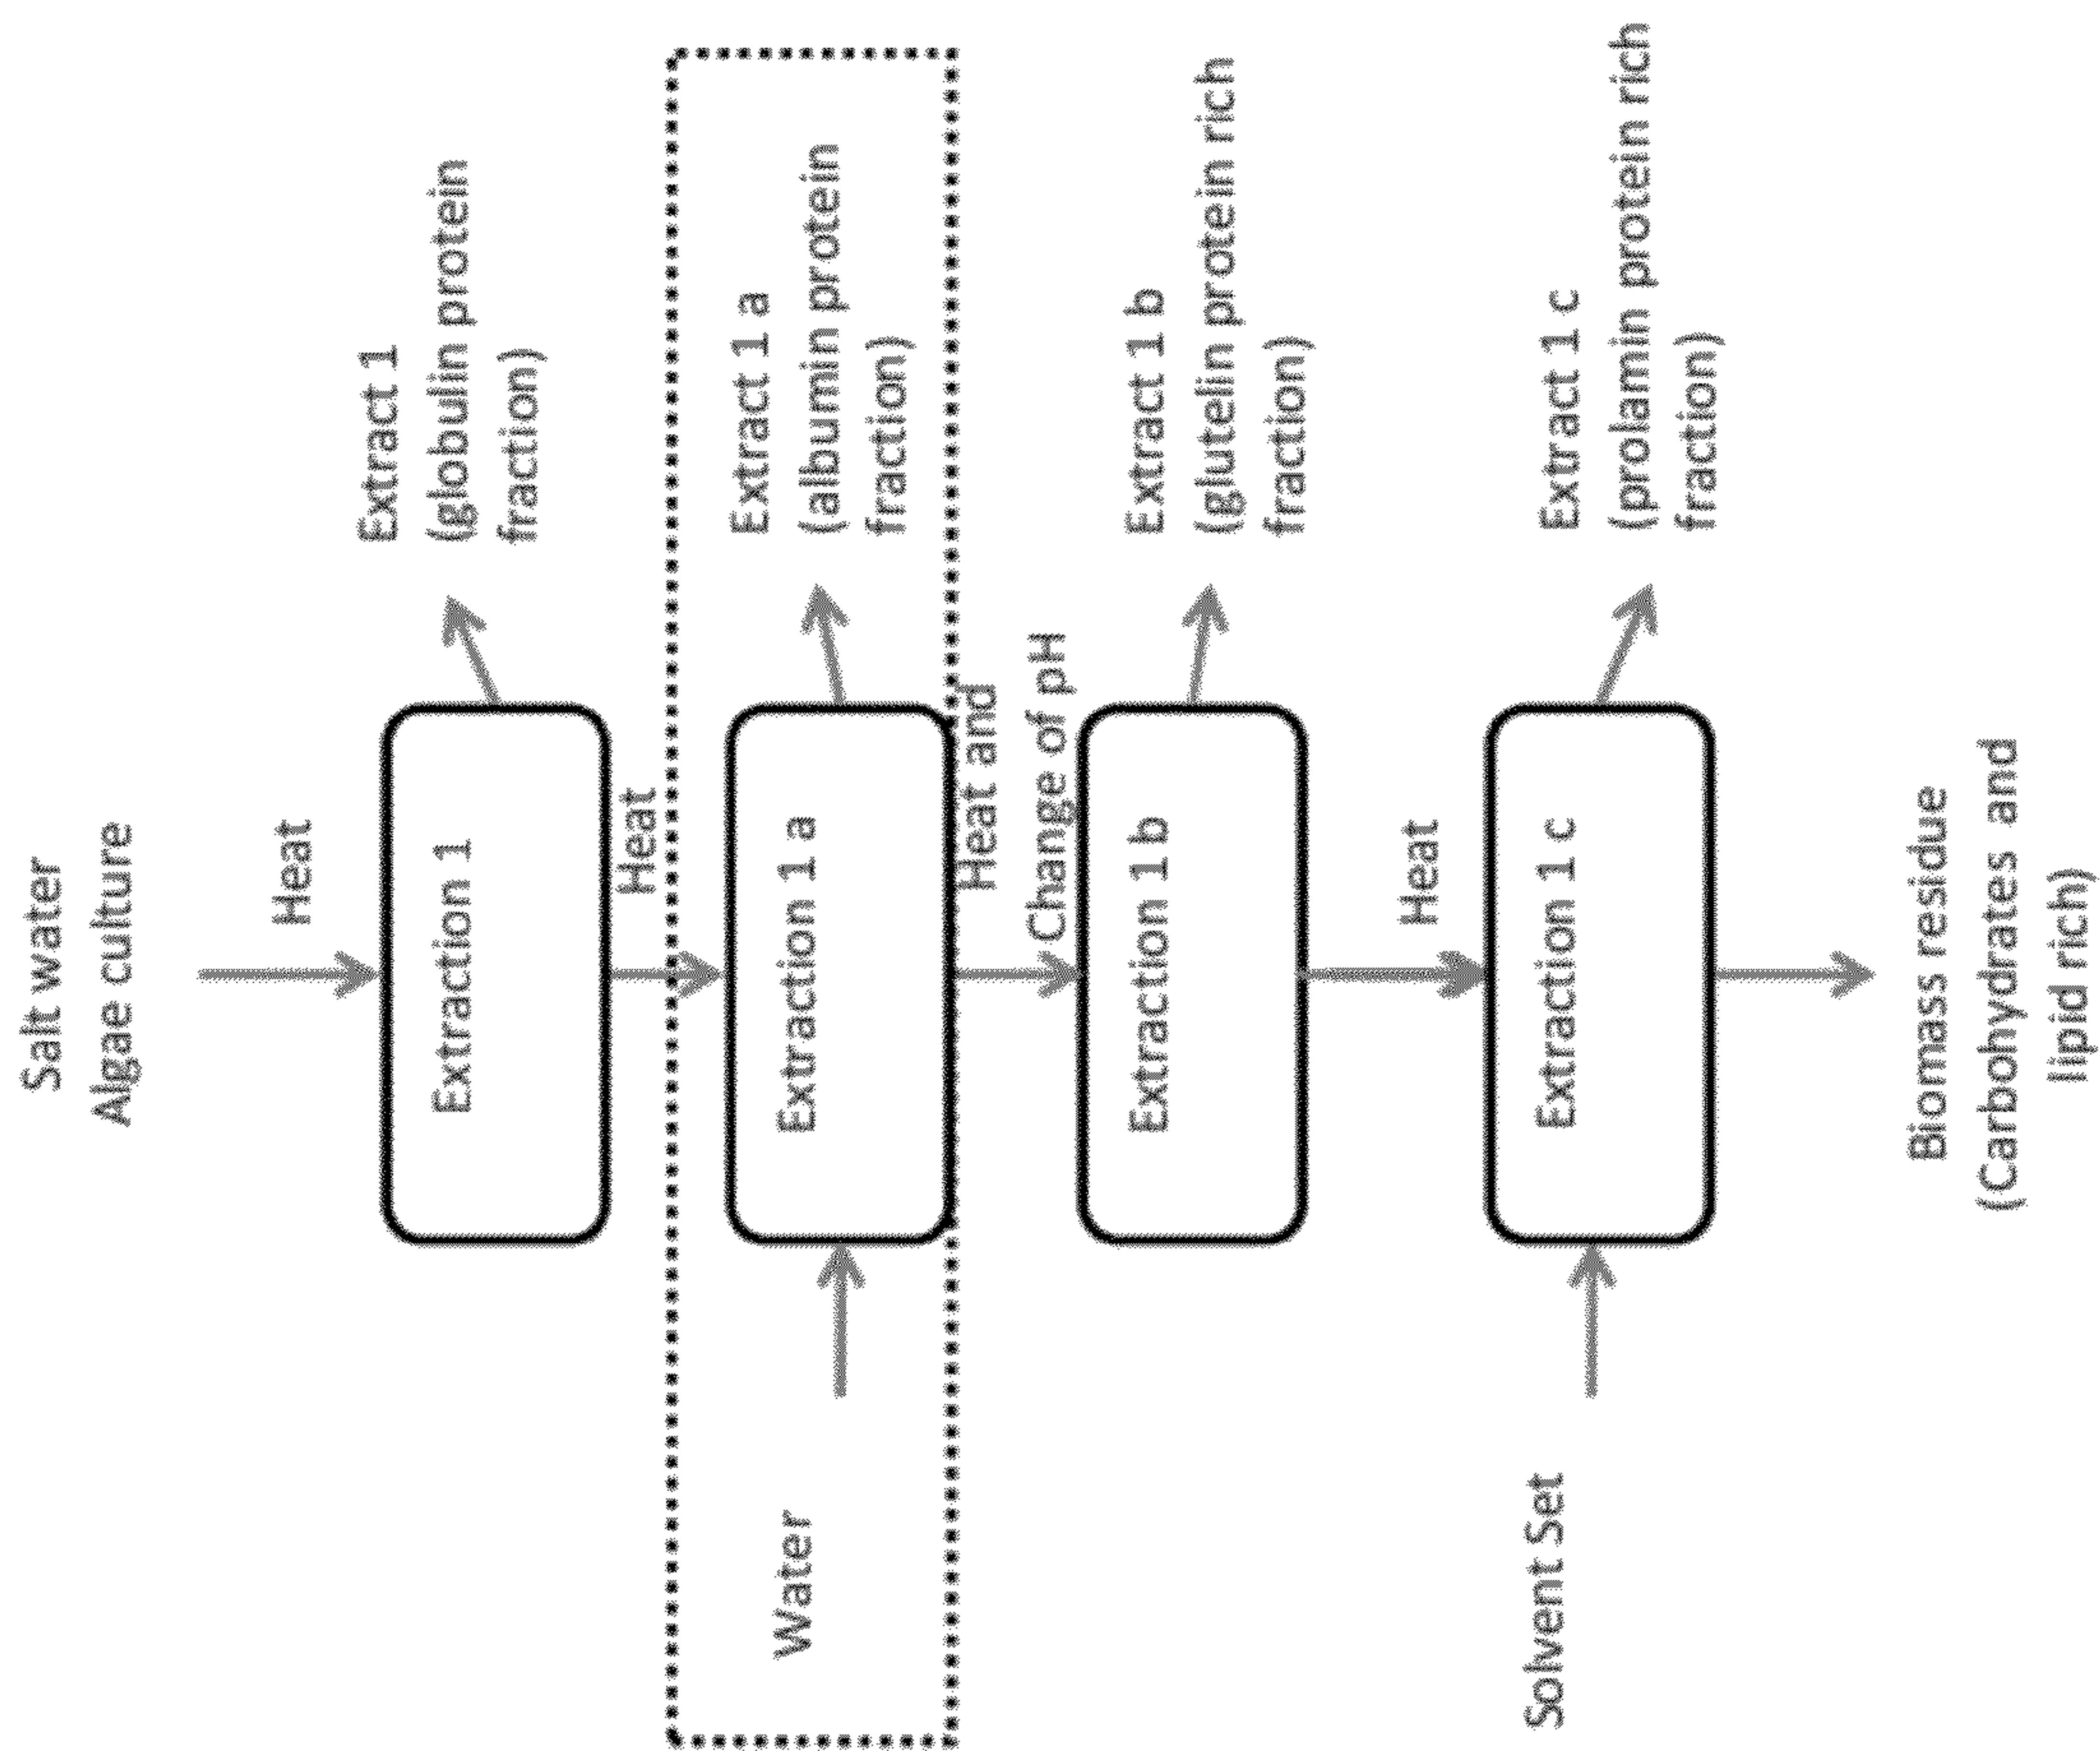 Salt water
Algae culture
Heat
Extraction 1
Extract 1
(globulin protein
fraction)
Heat
Water
Extraction 1 a
Extract 1 a
(albumin protein
fraction)
Heat and
Change of pH
Extraction 1 b
Extract 1 b
(glutelin protein rich
fraction)
Heat
Solvent Set
Extraction 1 c
Extract 1 c
(prolamin protein rich
fraction)
Biomass residue
(Carbohydrates and
lipid rich)